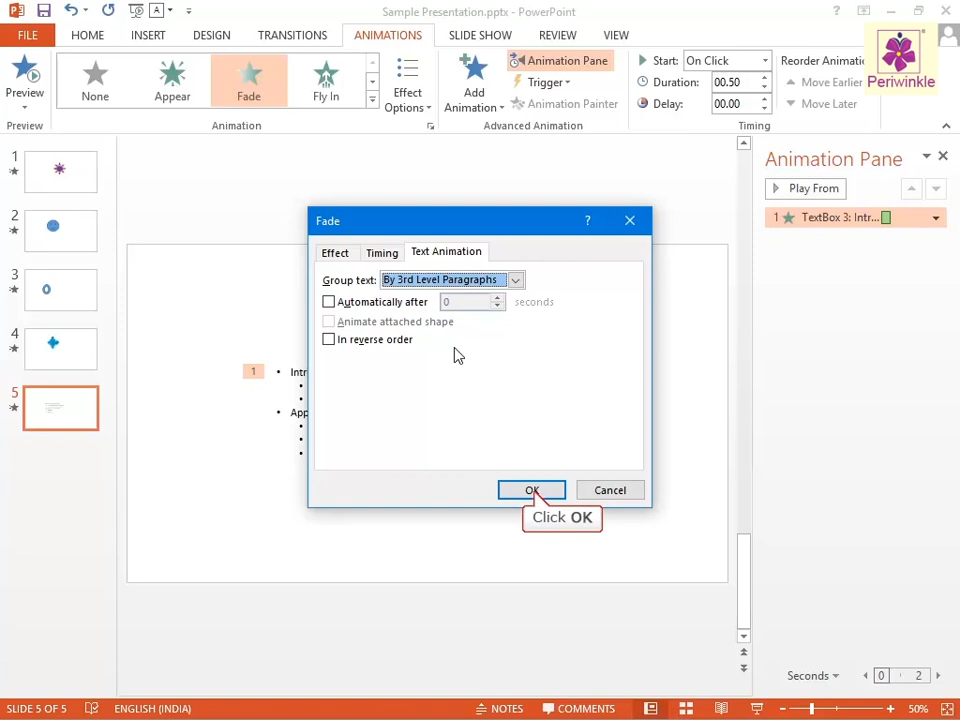 Sample Presentation.pptx - PowerPoint
A
?
FILE
HOME
INSERT
DESIGN
TRANSITIONS
ANIMATIONS
SLIDE SHOW
REVIEW
VIEW
Periwinkle
Preview
None
Appear
Fade
Fly In
Effect
Options
Add
Animation
Animation Pane
Trigger
Animation Painter
Start: On Click
Duration: 00.50
Delay: 00.00
Reorder Animation
Move Earlier
Move Later
Preview
Animation
Advanced Animation
Timing
1
2
3
4
5
Animation Pane
Play From
1 TextBox 3: Intr...
Fade
?
Effect
Timing
Text Animation
Group text: By 3rd Level Paragraphs
Automatically after 0 seconds
Animate attached shape
In reverse order
OK
Cancel
Click OK
1 • Intr
•
•
• App
•
•
•
Seconds
0
2
SLIDE 5 OF 5
ENGLISH (INDIA)
NOTES
COMMENTS
50%